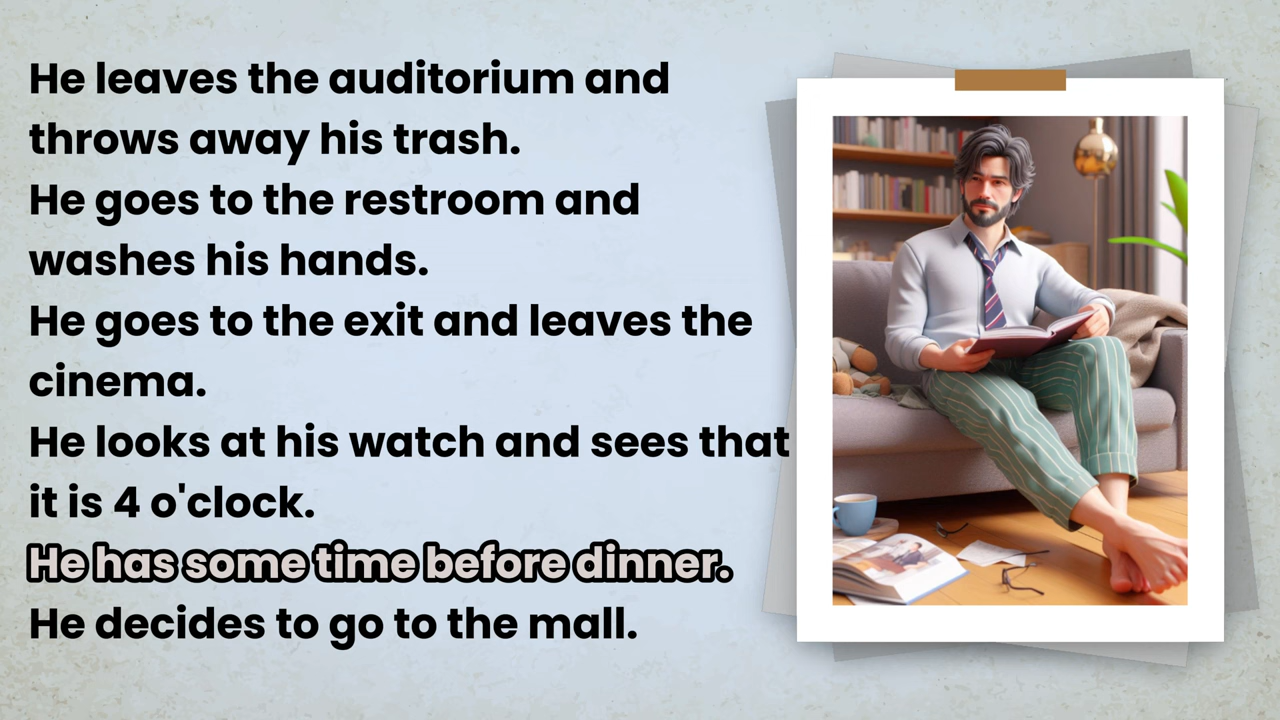 He leaves the auditorium and
throws away his trash.
He goes to the restroom and
washes his hands.
He goes to the exit and leaves the
cinema.
He looks at his watch and sees that
it is 4 o'clock.
He has some time before dinner.
He decides to go to the mall.